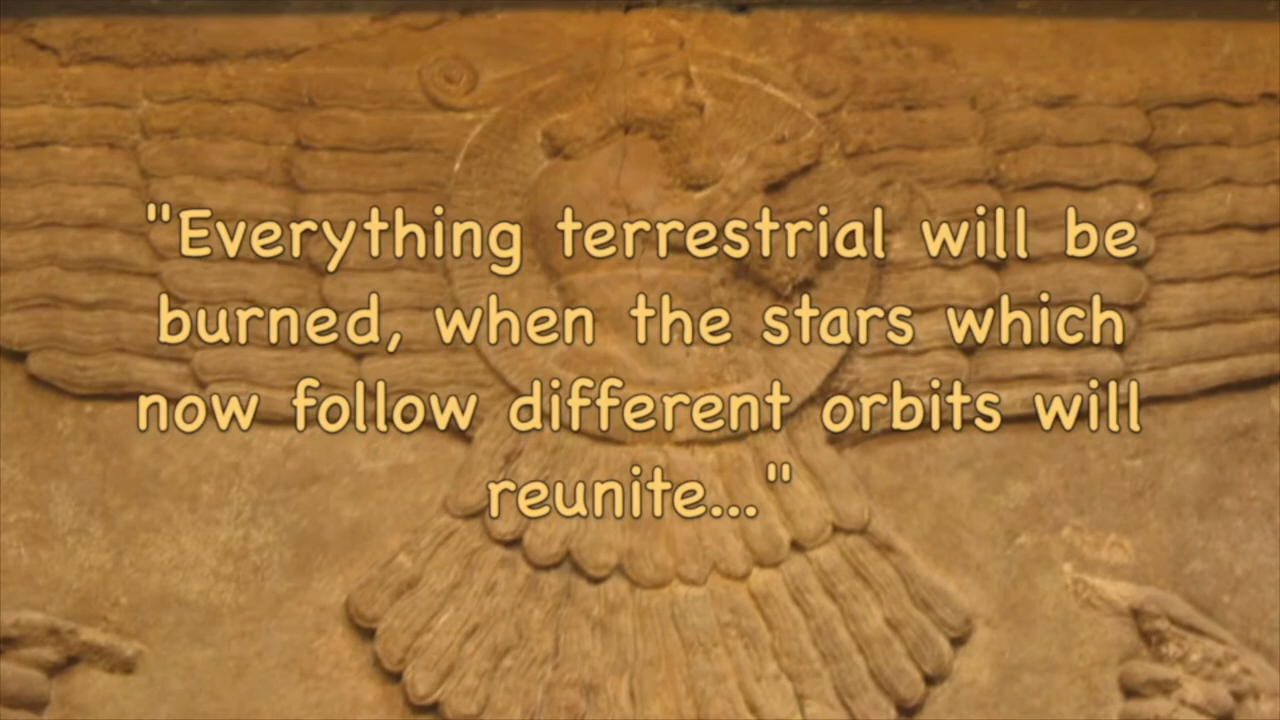 "Everything terrestrial will be
burned, when the stars which
now follow different orbits will
reunite..."